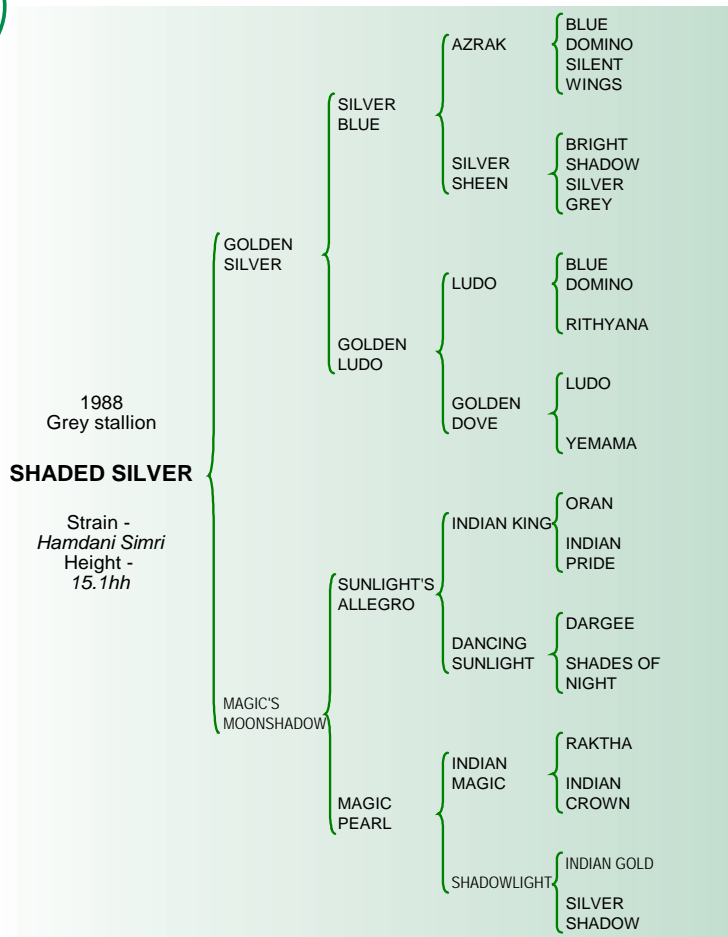 1988
Grey stallion
SHADED SILVER
Strain -
Hamdani Simri
Height -
15.1hh
GOLDEN
SILVER
MAGIC'S
MOONSHADOW
SILVER
BLUE
GOLDEN
LUDO
SUNLIGHT'S
ALLEGRO
MAGIC
PEARL
AZRAK
SILVER
SHEEN
LUDO
GOLDEN
DOVE
INDIAN KING
DANCING
SUNLIGHT
INDIAN
MAGIC
SHADOWLIGHT
BLUE
DOMINO
SILENT
WINGS
BRIGHT
SHADOW
SILVER
GREY
BLUE
DOMINO
RITHYANA
LUDO
YEMAMA
ORAN
INDIAN
PRIDE
DARGEE
SHADES OF
NIGHT
RAKTHA
INDIAN
CROWN
INDIAN GOLD
SILVER
SHADOW